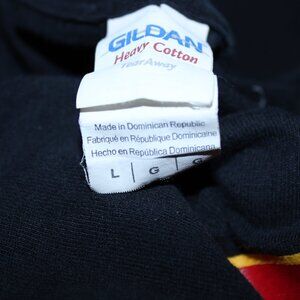 GILDAN
Heavy Cotton
TearAway
Made in Dominican Republic
Fabriqué en République Dominicaine
Hecho en República Dominicana
L G G